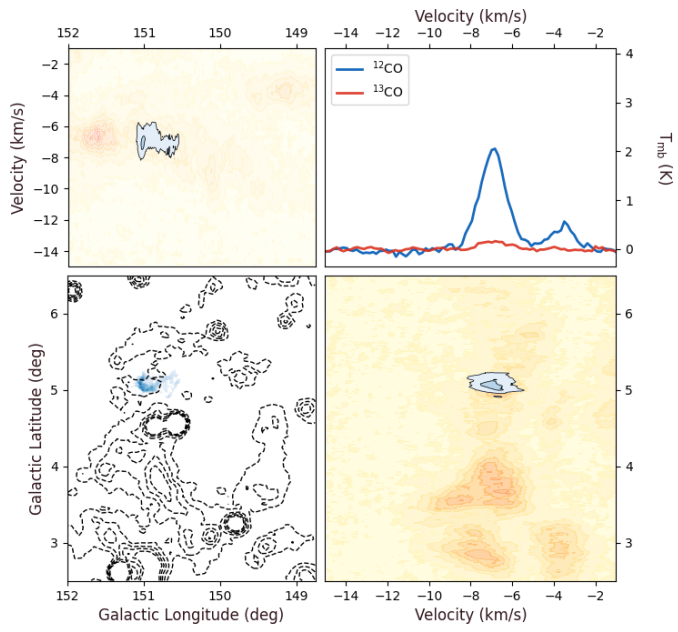 Velocity (km/s)
152 151 150 149 −14 −12 −10 −8 −6 −4 −2
−2
−4
−6
−8
−10
−12
−14
Velocity (km/s)
¹²CO
¹³CO
4
3
2
1
0
T_mb (K)
6
5
4
3
Galactic Latitude (deg)
6
5
4
3
152 151 150 149 −14 −12 −10 −8 −6 −4 −2
Galactic Longitude (deg) Velocity (km/s)